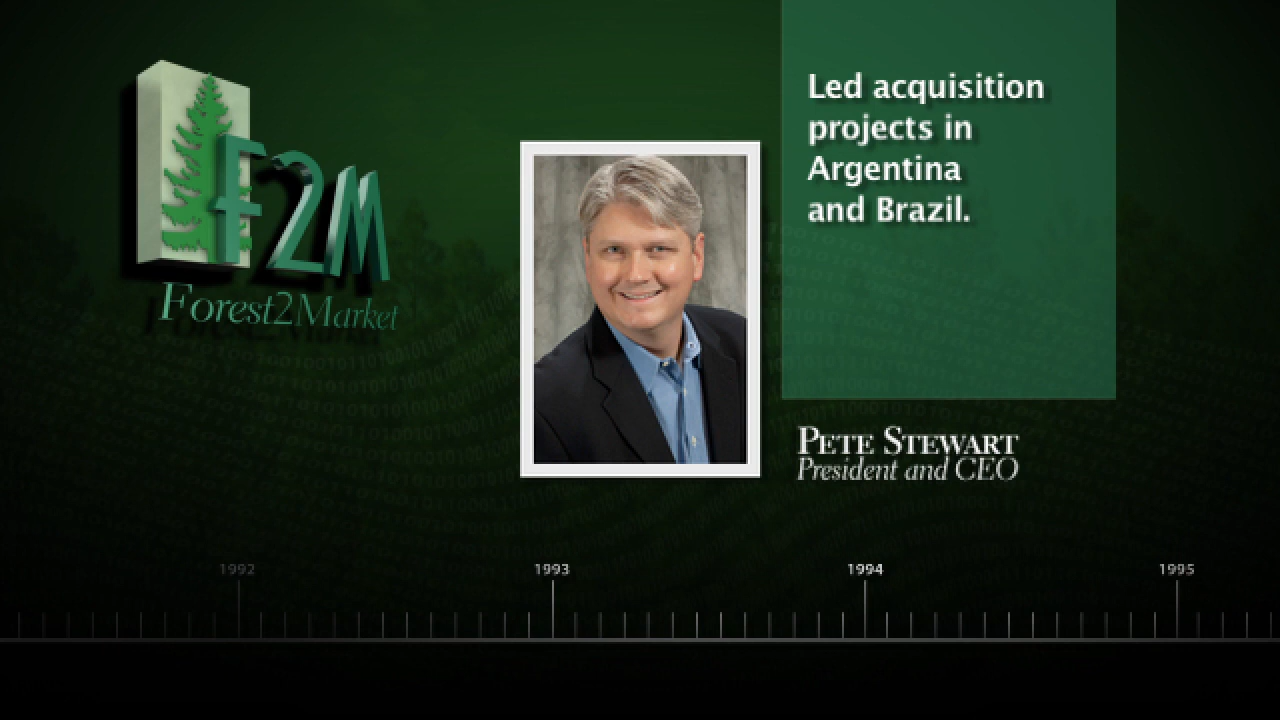 Led acquisition
projects in
Argentina
and Brazil.
F2M
Forest2Market
PETE STEWART
President and CEO
1992
1993
1994
1995